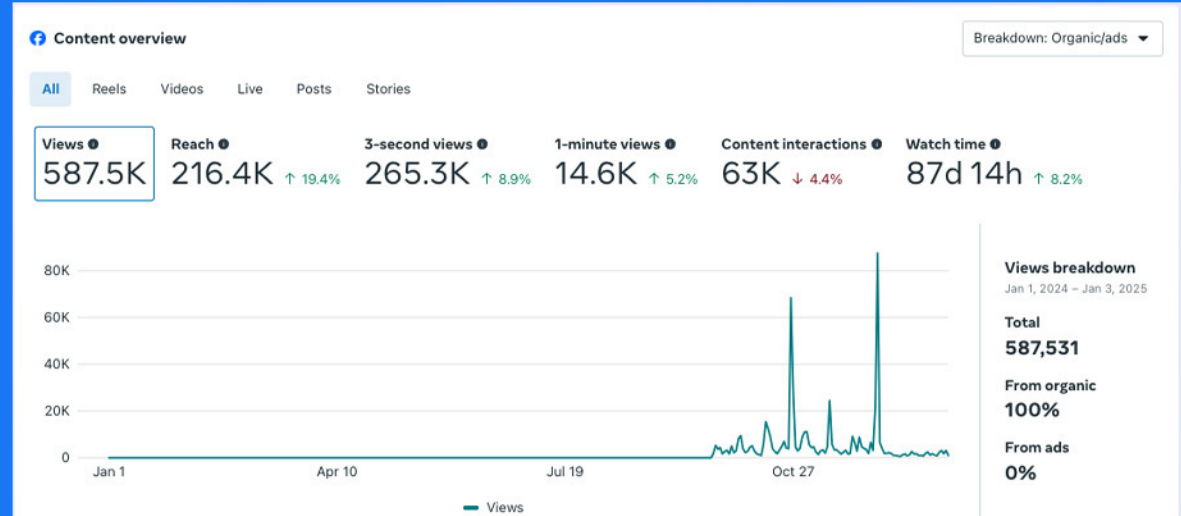 Content overview
Breakdown: Organic/ads
All Reels Videos Live Posts Stories
Views Reach 3-second views 1-minute views Content interactions Watch time
587.5K 216.4K ↑ 19.4% 265.3K ↑ 8.9% 14.6K ↑ 5.2% 63K ↓ 4.4% 87d 14h ↑ 8.2%
80K
60K
40K
20K
0
Jan 1 Apr 10 Jul 19 Oct 27
Views
Views breakdown
Jan 1, 2024 – Jan 3, 2025
Total
587,531
From organic
100%
From ads
0%